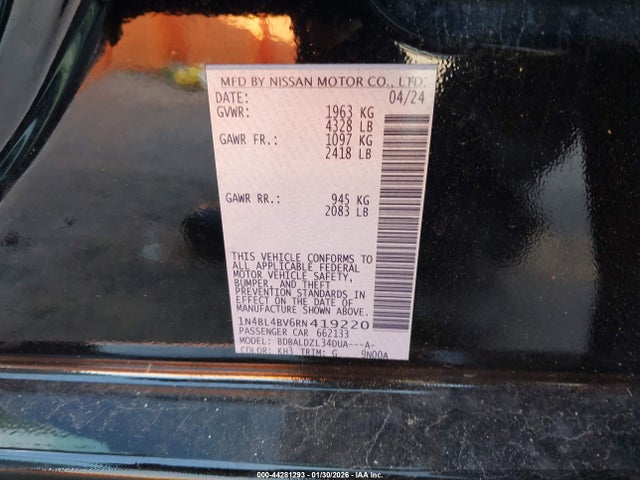 MFD BY NISSAN MOTOR CO., LTD.
DATE: 04/24
GVWR: 1963 KG
4328 LB
GAWR FR.: 1097 KG
2418 LB
GAWR RR.: 945 KG
2083 LB
THIS VEHICLE CONFORMS TO
ALL APPLICABLE FEDERAL
MOTOR VEHICLE SAFETY,
BUMPER, AND THEFT
PREVENTION STANDARDS IN
EFFECT ON THE DATE OF
MANUFACTURE SHOWN ABOVE.
1N4BL4BV6RN419220
PASSENGER CAR 662133
MODEL: BDBALDZL34DUA---A-
COLOR: KH3 TRIM: G 9N00A
000-44281293 - 01/30/2026 - IAA Inc.